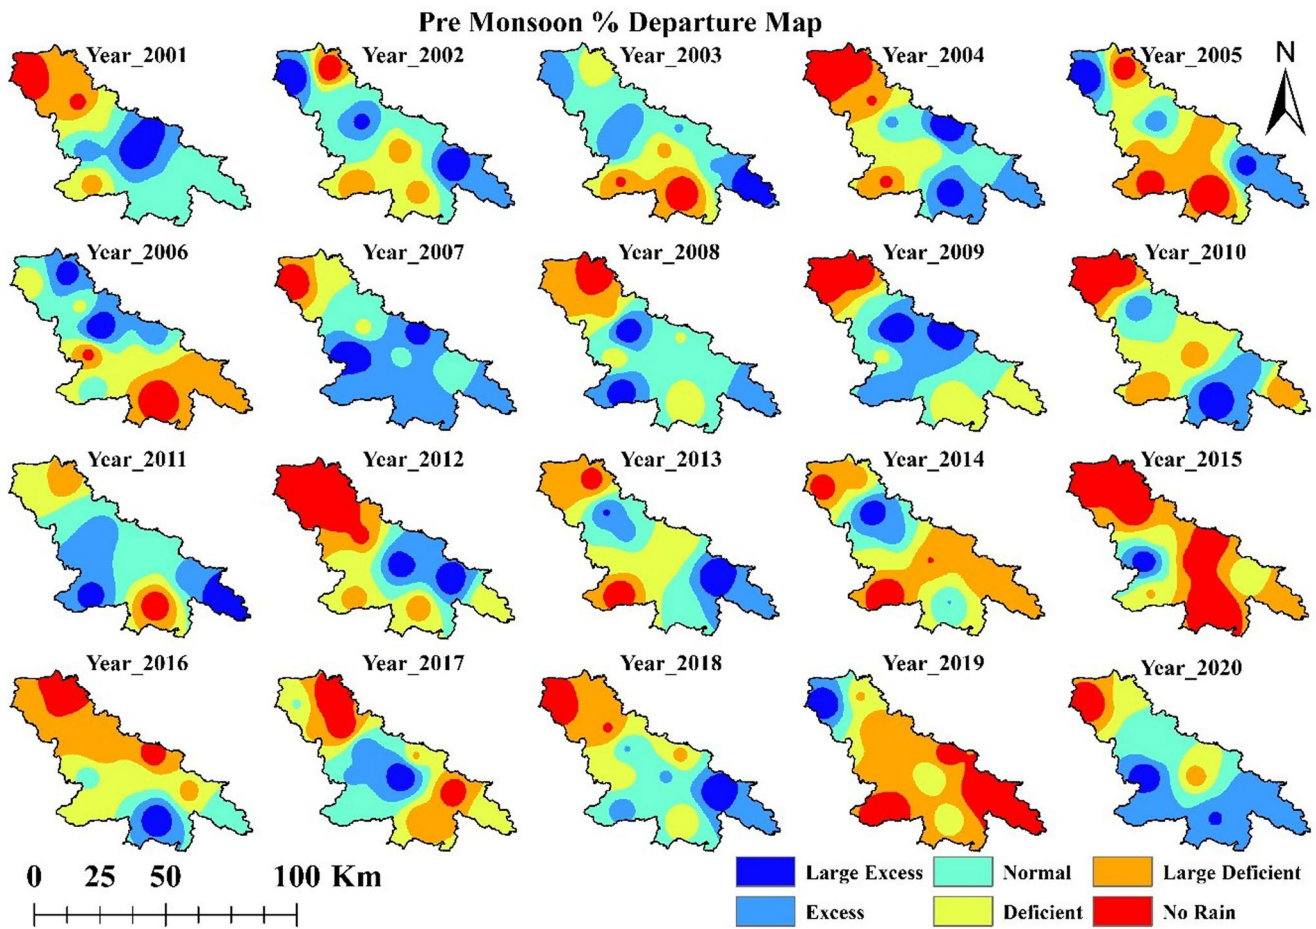 Pre Monsoon % Departure Map
Year_2001 Year_2002 Year_2003 Year_2004 Year_2005
N
Year_2006 Year_2007 Year_2008 Year_2009 Year_2010
Year_2011 Year_2012 Year_2013 Year_2014 Year_2015
Year_2016 Year_2017 Year_2018 Year_2019 Year_2020
0 25 50 100 Km
Large Excess Normal Large Deficient
Excess Deficient No Rain